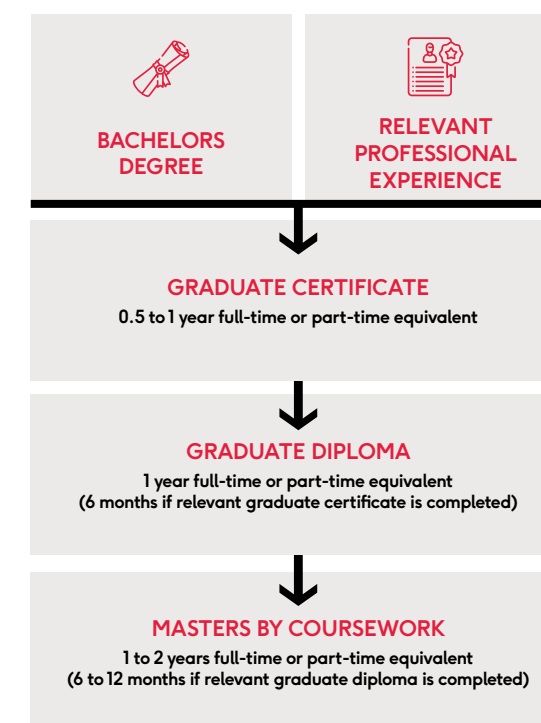 BACHELORS
DEGREE
RELEVANT
PROFESSIONAL
EXPERIENCE
GRADUATE CERTIFICATE
0.5 to 1 year full-time or part-time equivalent
GRADUATE DIPLOMA
1 year full-time or part-time equivalent
(6 months if relevant graduate certificate is completed)
MASTERS BY COURSEWORK
1 to 2 years full-time or part-time equivalent
(6 to 12 months if relevant graduate diploma is completed)